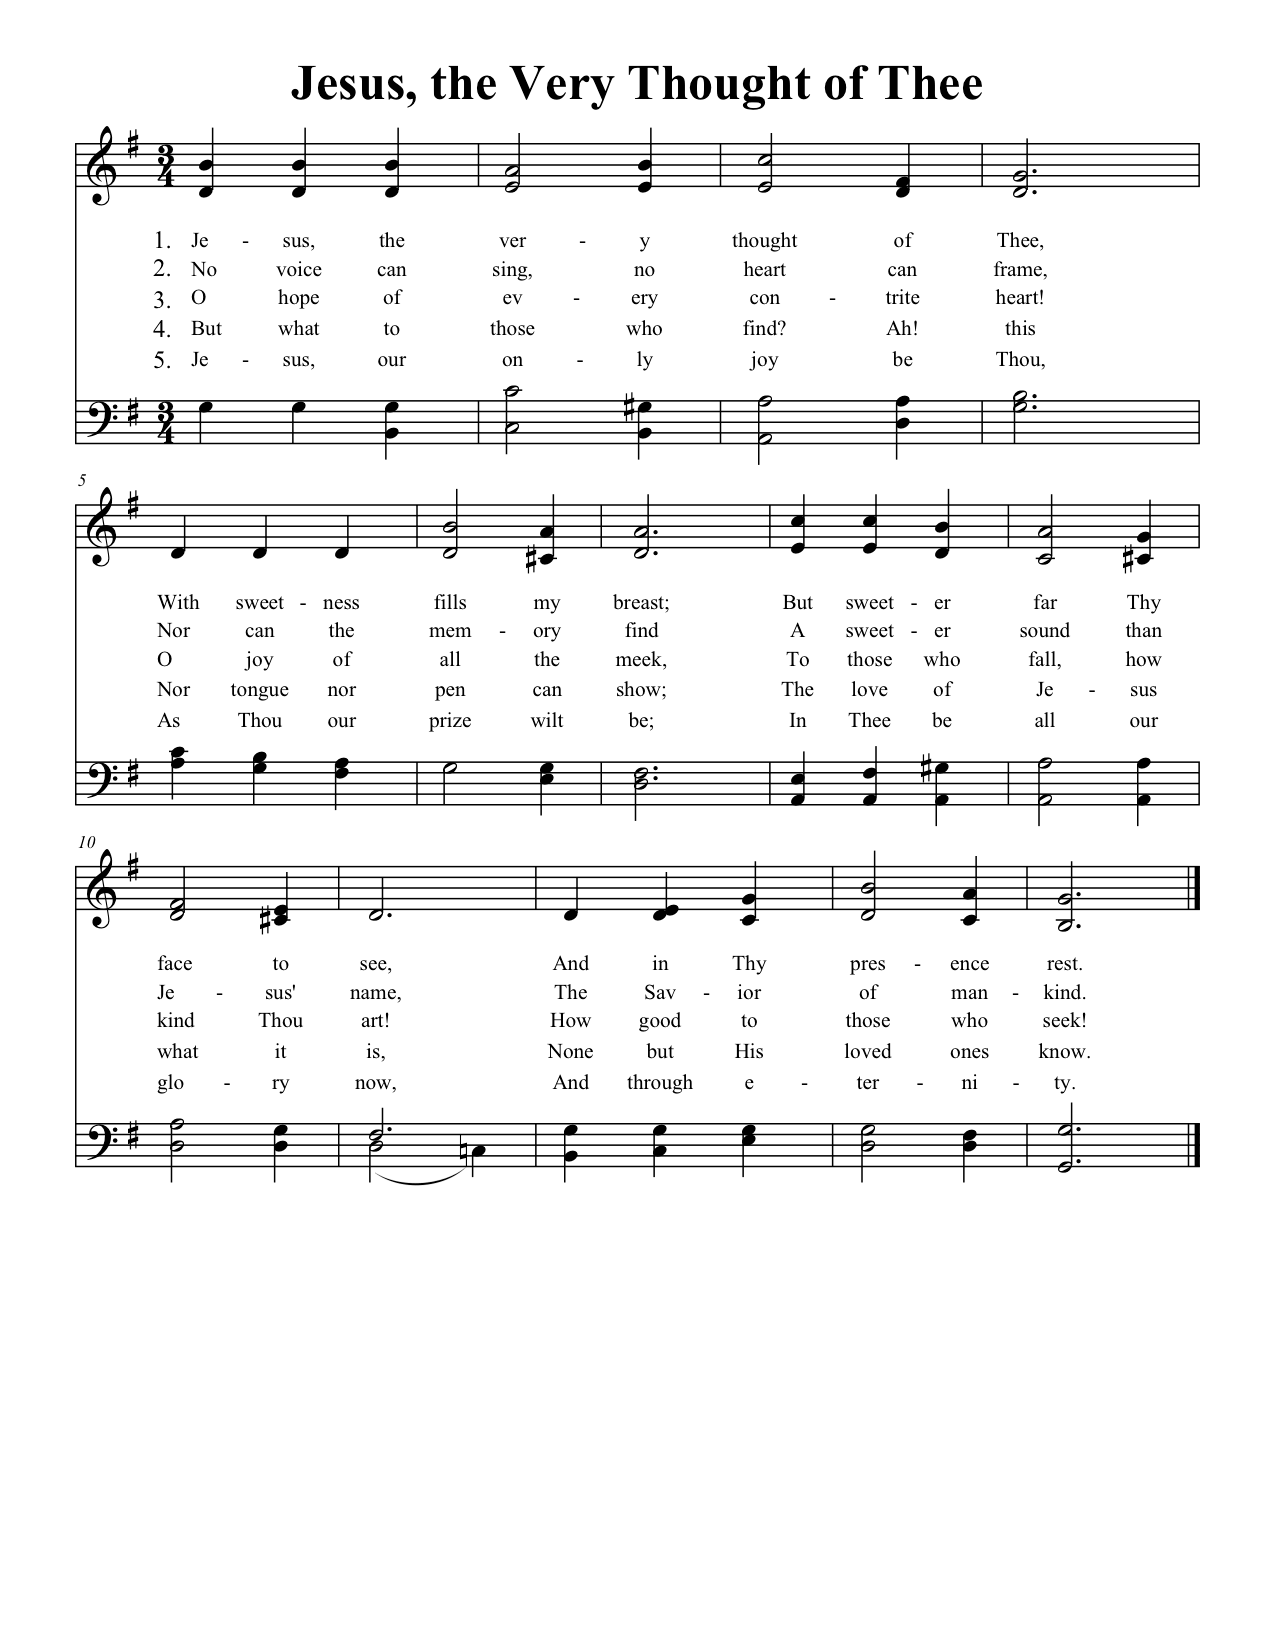 Jesus, the Very Thought of Thee
3
4
1. Je - sus, the ver - y thought of Thee,
2. No voice can sing, no heart can frame,
3. O hope of ev - ery con - trite heart!
4. But what to those who find? Ah! this
5. Je - sus, our on - ly joy be Thou,
3
4
5
With sweet - ness fills my breast; But sweet - er far Thy
Nor can the mem - ory find A sweet - er sound than
O joy of all the meek, To those who fall, how
Nor tongue nor pen can show; The love of Je - sus
As Thou our prize wilt be; In Thee be all our
10
face to see, And in Thy pres - ence rest.
Je - sus' name, The Sav - ior of man - kind.
kind Thou art! How good to those who seek!
what it is, None but His loved ones know.
glo - ry now, And through e - ter - ni - ty.